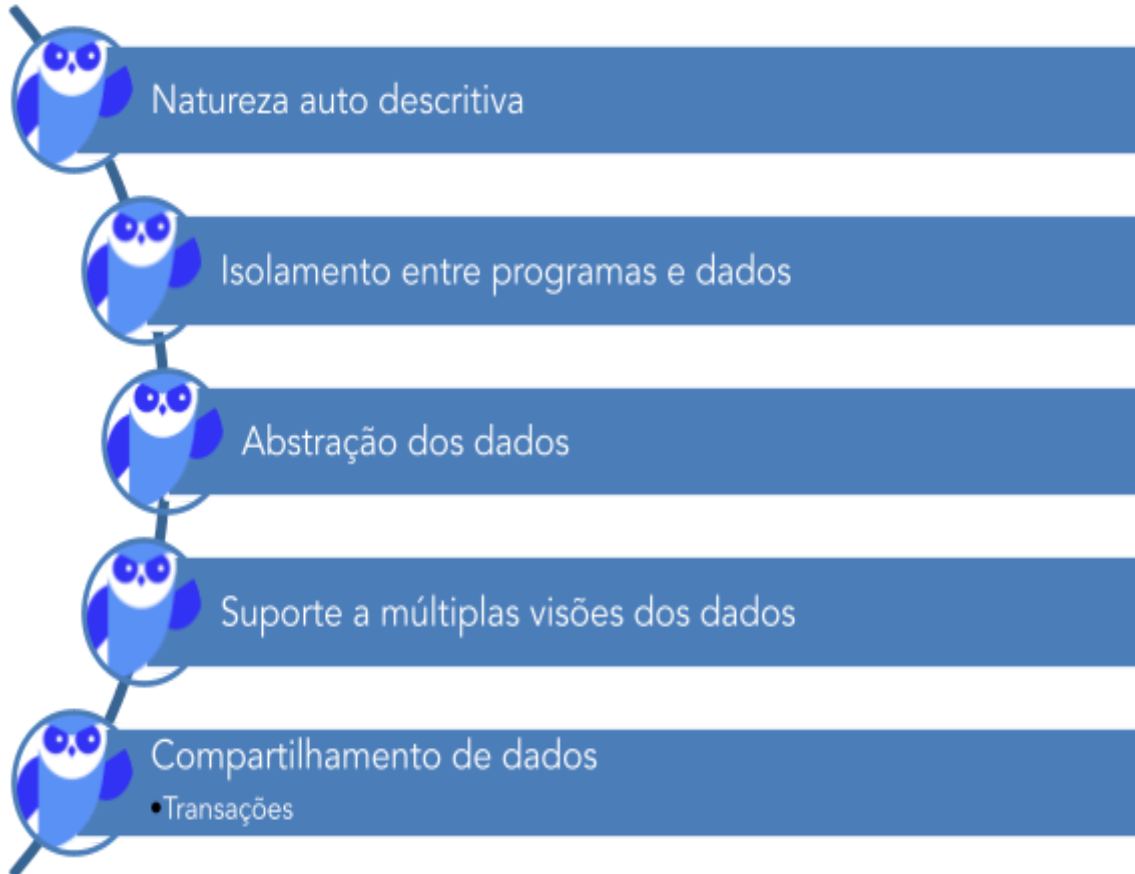 Natureza auto descritiva
Isolamento entre programas e dados
Abstração dos dados
Suporte a múltiplas visões dos dados
Compartilhamento de dados
•Transações